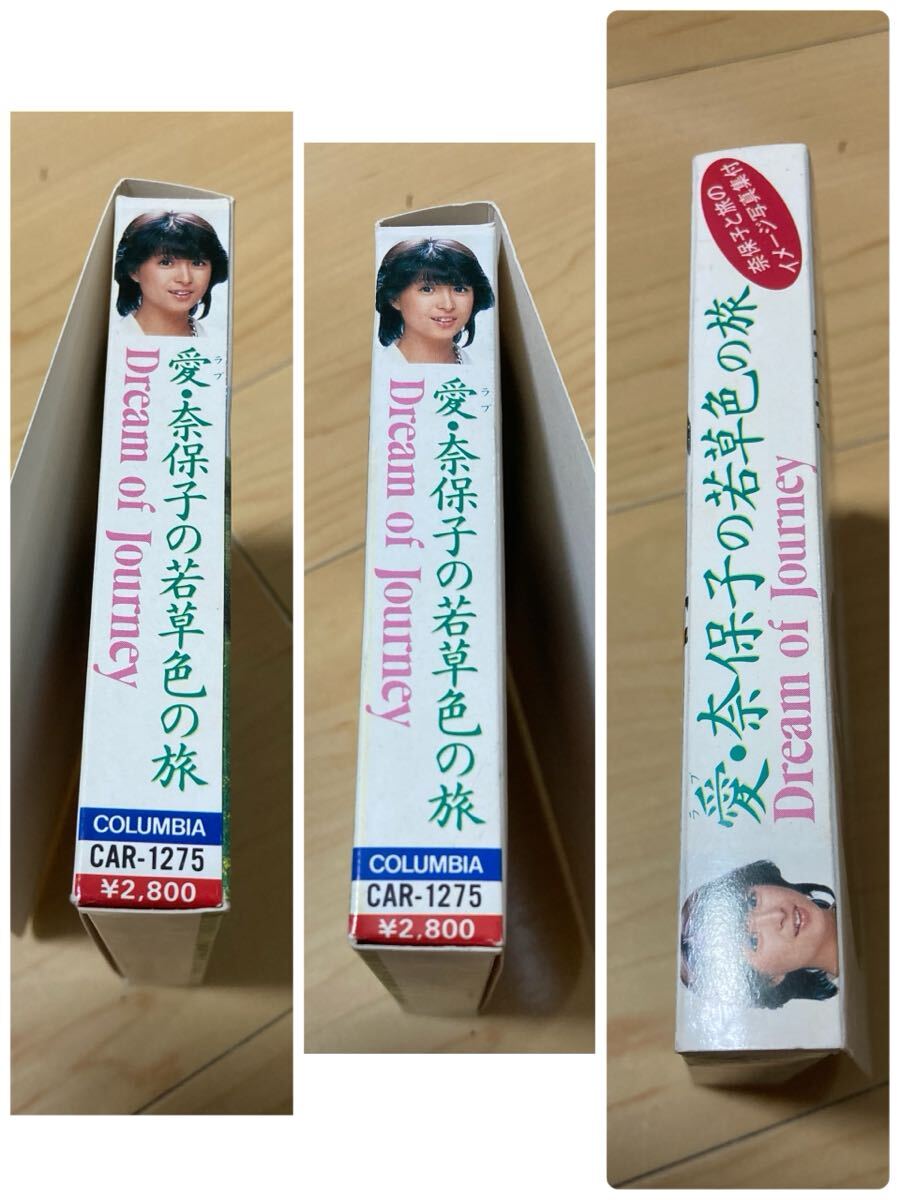 愛・奈保子の若草色の旅
ラブ
Dream of Journey
COLUMBIA
CAR-1275
¥2,800
愛・奈保子の若草色の旅
ラブ
Dream of Journey
COLUMBIA
CAR-1275
¥2,800
奈保子と旅の
イメージ写真集付
愛・奈保子の若草色の旅
ラブ
Dream of Journey